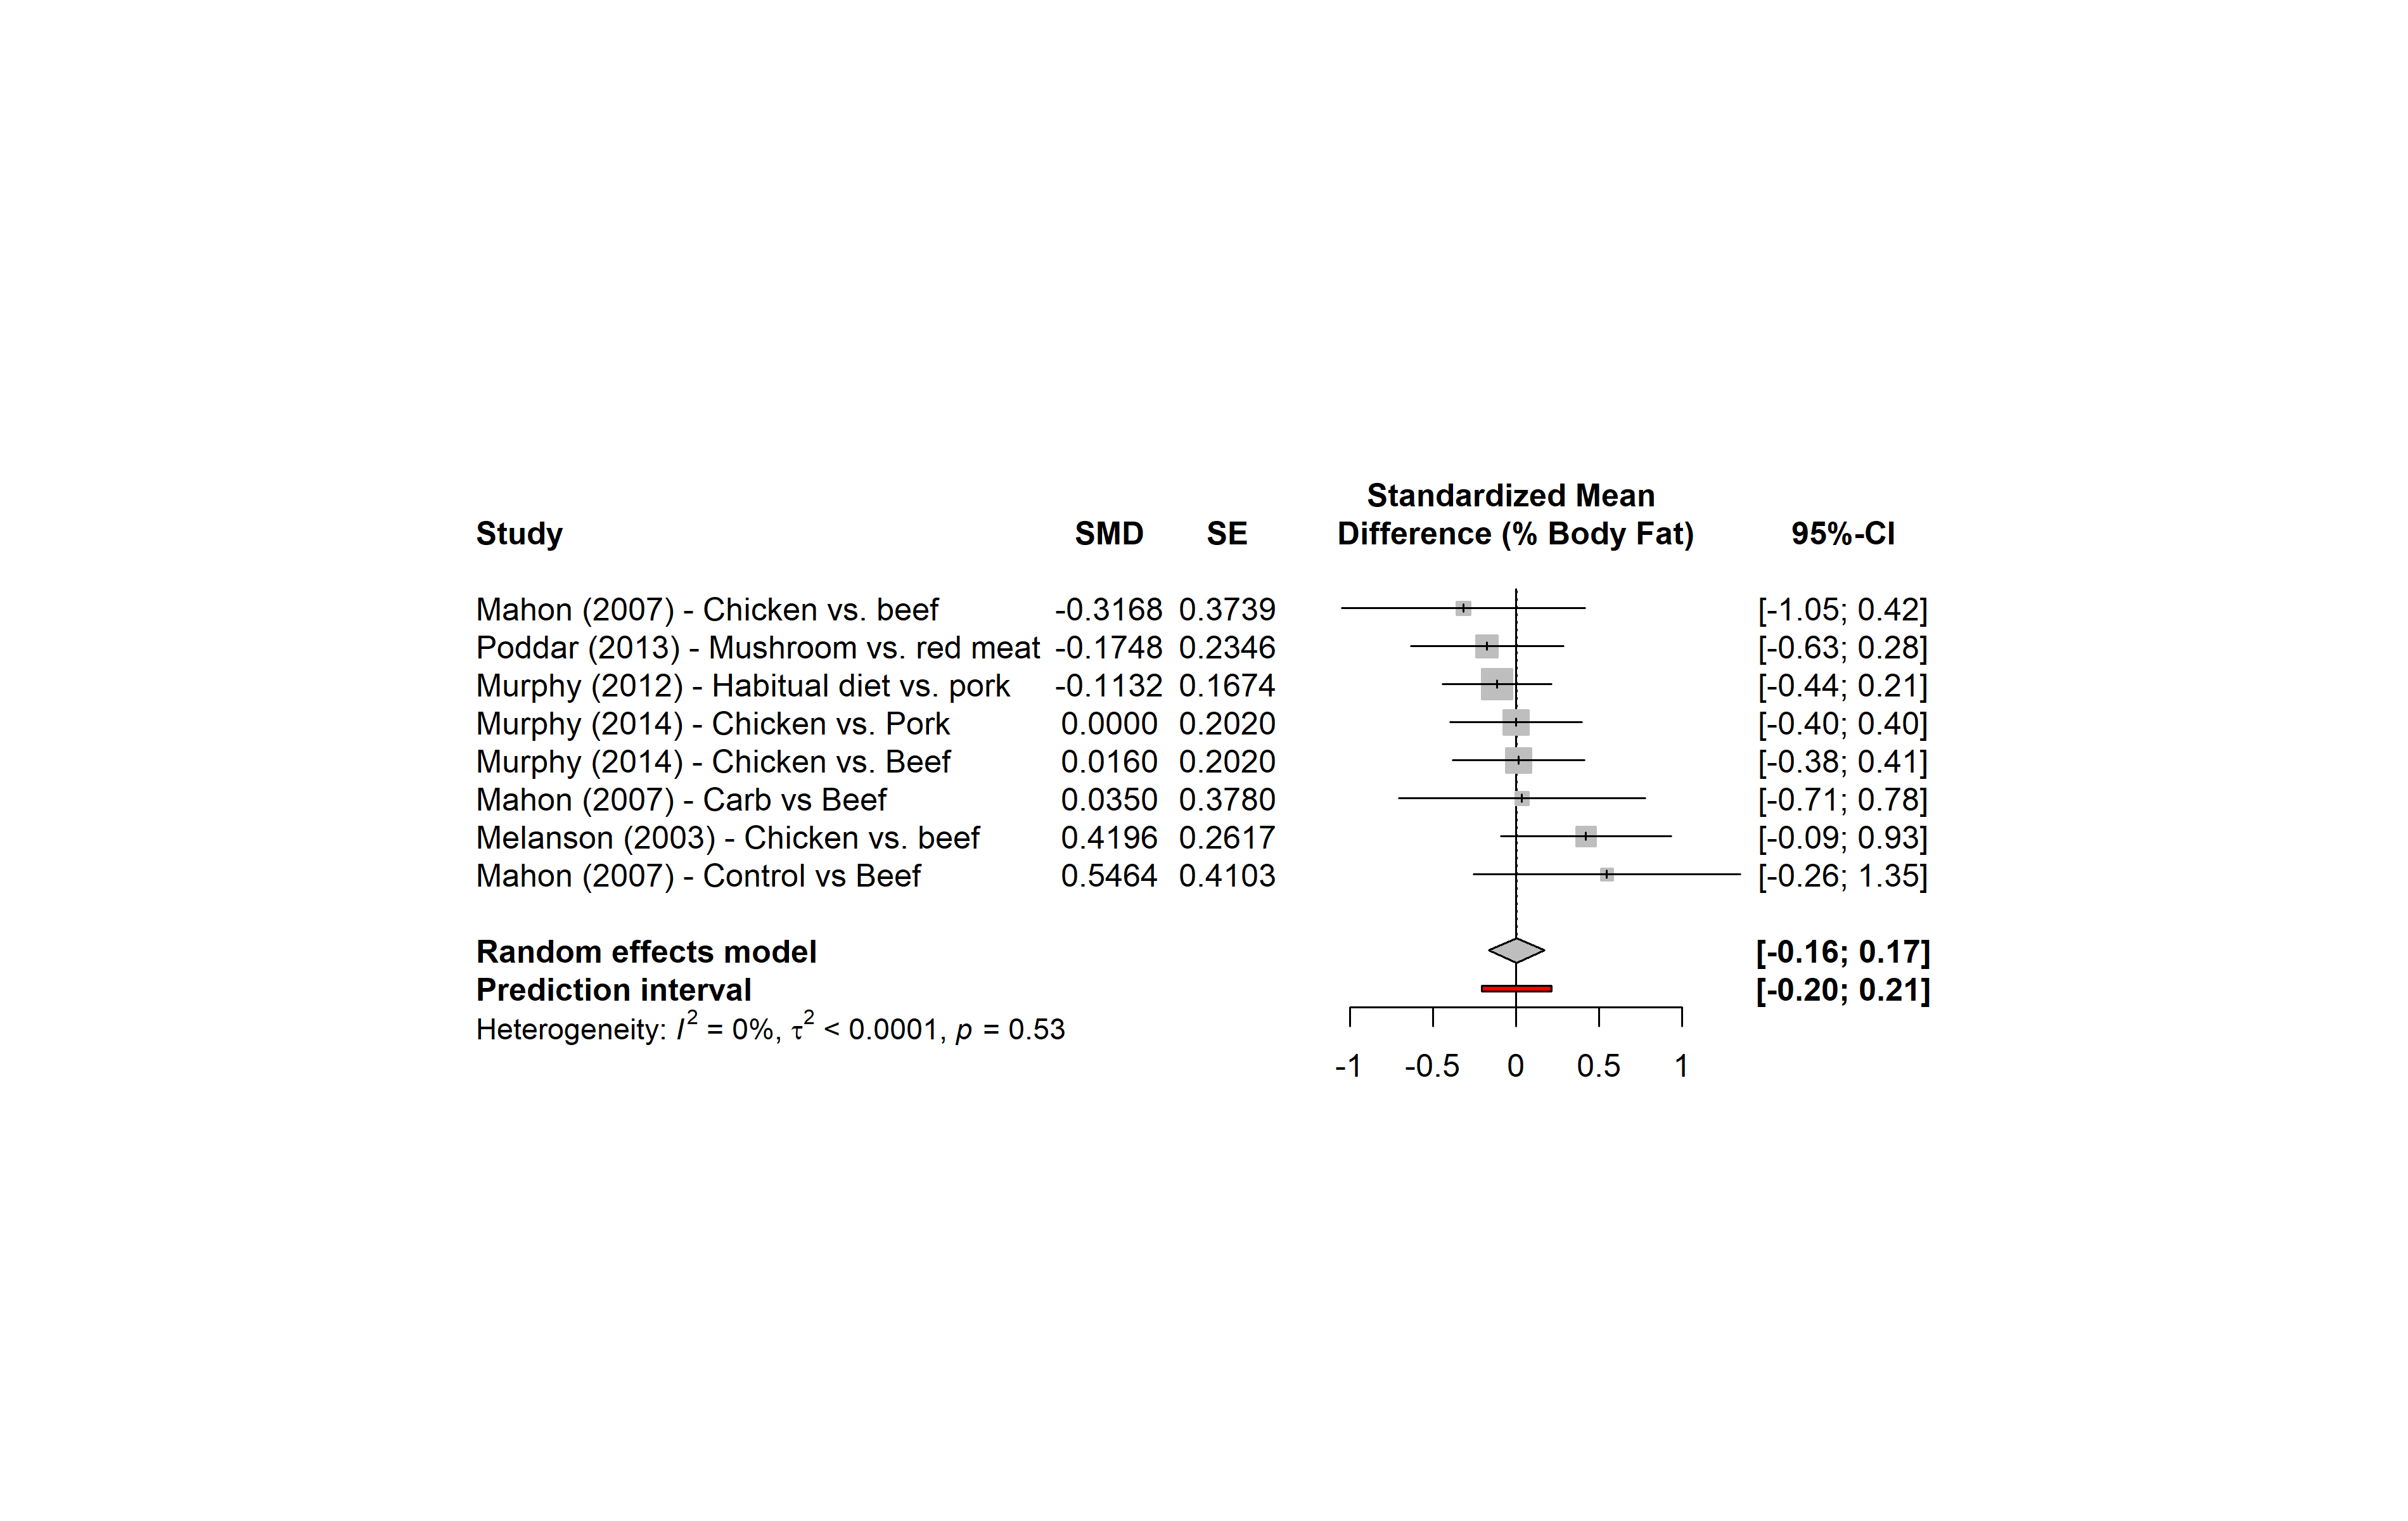 Standardized Mean
Study SMD SE Difference (% Body Fat) 95%-CI
Mahon (2007) - Chicken vs. beef -0.3168 0.3739 [-1.05; 0.42]
Poddar (2013) - Mushroom vs. red meat -0.1748 0.2346 [-0.63; 0.28]
Murphy (2012) - Habitual diet vs. pork -0.1132 0.1674 [-0.44; 0.21]
Murphy (2014) - Chicken vs. Pork 0.0000 0.2020 [-0.40; 0.40]
Murphy (2014) - Chicken vs. Beef 0.0160 0.2020 [-0.38; 0.41]
Mahon (2007) - Carb vs Beef 0.0350 0.3780 [-0.71; 0.78]
Melanson (2003) - Chicken vs. beef 0.4196 0.2617 [-0.09; 0.93]
Mahon (2007) - Control vs Beef 0.5464 0.4103 [-0.26; 1.35]
Random effects model [-0.16; 0.17]
Prediction interval [-0.20; 0.21]
Heterogeneity: I² = 0%, τ² < 0.0001, p = 0.53
-1 -0.5 0 0.5 1